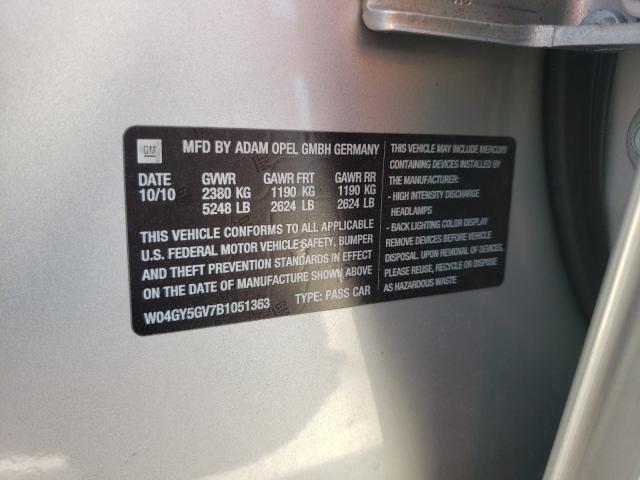 GM
MFD BY ADAM OPEL GMBH GERMANY
DATE GVWR GAWR FRT GAWR RR
10/10 2380 KG 1190 KG 1190 KG
5248 LB 2624 LB 2624 LB
THIS VEHICLE CONFORMS TO ALL APPLICABLE
U.S. FEDERAL MOTOR VEHICLE SAFETY, BUMPER
AND THEFT PREVENTION STANDARDS IN EFFECT
ON THE DATE OF MANUFACTURE SHOWN ABOVE
W04GY5GV7B1051363 TYPE: PASS CAR
THIS VEHICLE MAY INCLUDE MERCURY
CONTAINING DEVICES INSTALLED BY
THE MANUFACTURER:
- HIGH INTENSITY DISCHARGE
HEADLAMPS
- BACK LIGHTING COLOR DISPLAY
REMOVE DEVICES BEFORE VEHICLE
DISPOSAL. UPON REMOVAL OF DEVICES,
PLEASE REUSE, RECYCLE OR DISPOSE
AS HAZARDOUS WASTE